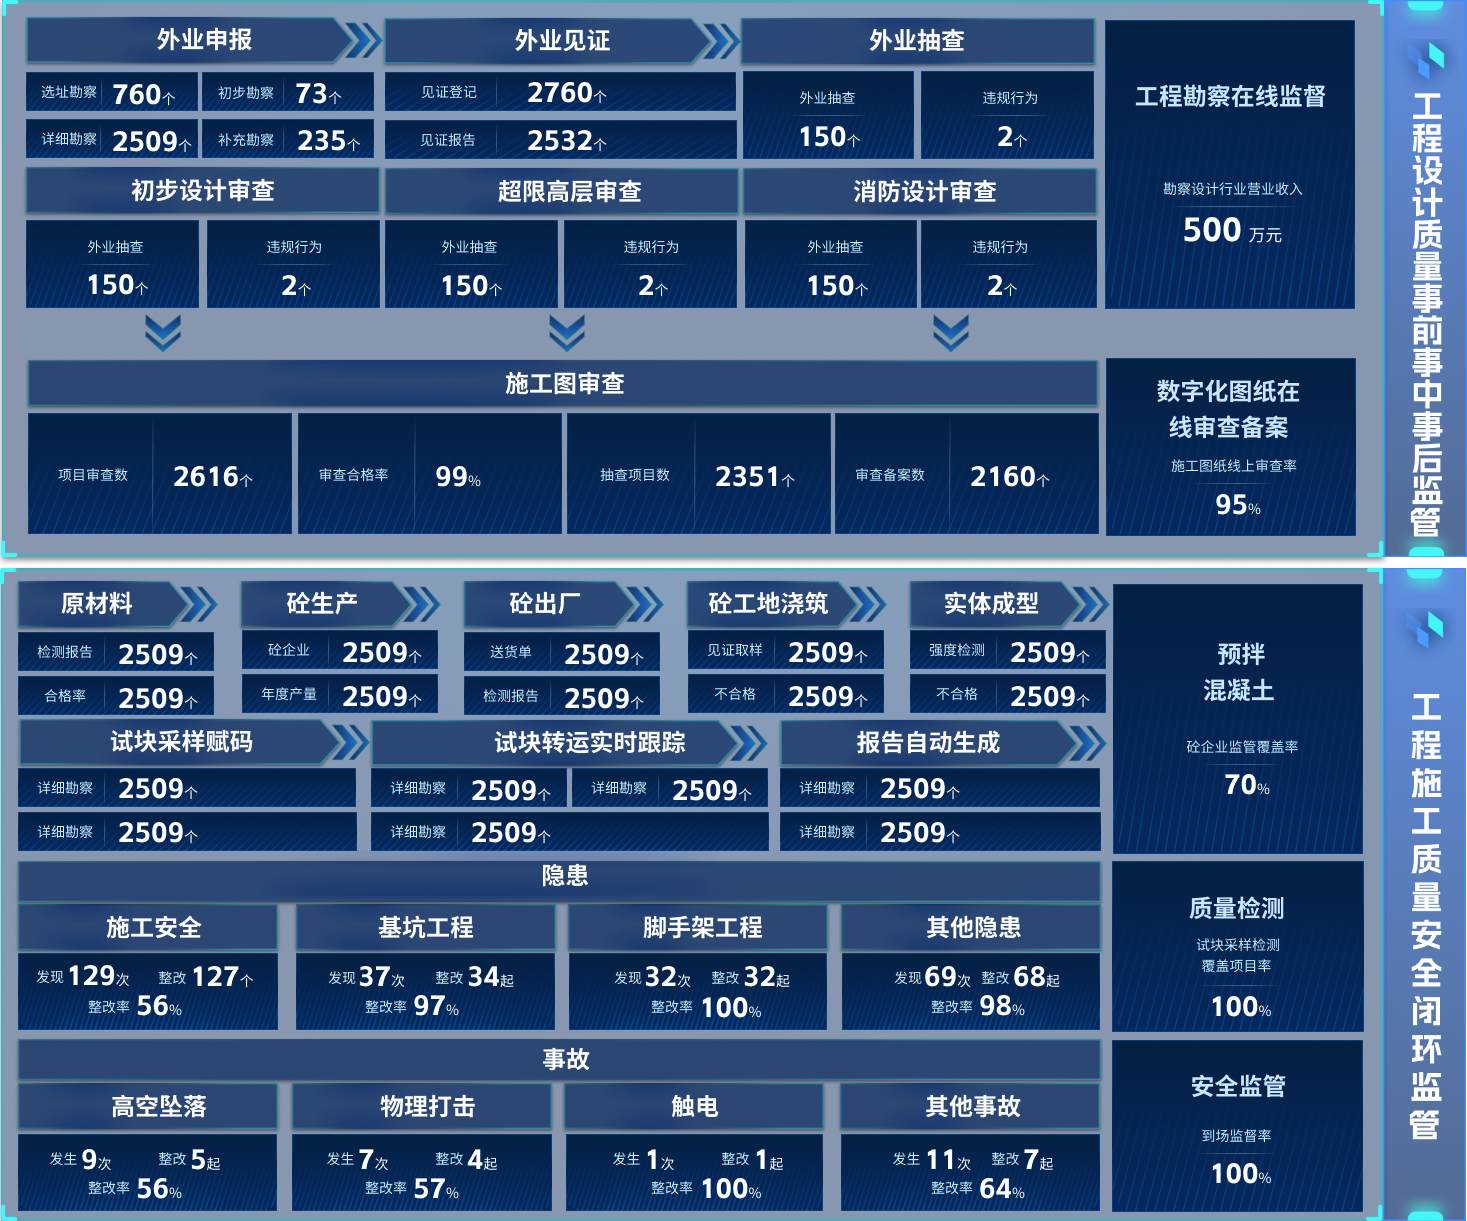 外业申报
选址勘察 760个
初步勘察 73个
详细勘察 2509个
补充勘察 235个
外业见证
见证登记 2760个
见证报告 2532个
外业抽查
外业抽查
150个
违规行为
2个
初步设计审查
外业抽查
150个
违规行为
2个
超限高层审查
外业抽查
150个
违规行为
2个
消防设计审查
外业抽查
150个
违规行为
2个
工程勘察在线监督
勘察设计行业营业收入
500 万元
施工图审查
项目审查数 2616个
审查合格率 99%
抽查项目数 2351个
审查备案数 2160个
数字化图纸在
线审查备案
施工图纸线上审查率
95%
工程设计质量事前事中事后监管
原材料
检测报告 2509个
合格率 2509个
砼生产
砼企业 2509个
年度产量 2509个
砼出厂
送货单 2509个
检测报告 2509个
砼工地浇筑
见证取样 2509个
不合格 2509个
实体成型
强度检测 2509个
不合格 2509个
试块采样赋码
详细勘察 2509个
详细勘察 2509个
试块转运实时跟踪
详细勘察 2509个
详细勘察 2509个
详细勘察 2509个
报告自动生成
详细勘察 2509个
详细勘察 2509个
预拌
混凝土
砼企业监管覆盖率
70%
隐患
施工安全
发现 129次 整改 127个
整改率 56%
基坑工程
发现 37次 整改 34起
整改率 97%
脚手架工程
发现 32次 整改 32起
整改率 100%
其他隐患
发现 69次 整改 68起
整改率 98%
质量检测
试块采样检测
覆盖项目率
100%
事故
高空坠落
发生 9次 整改 5起
整改率 56%
物理打击
发生 7次 整改 4起
整改率 57%
触电
发生 1次 整改 1起
整改率 100%
其他事故
发生 11次 整改 7起
整改率 64%
安全监管
到场监督率
100%
工程施工质量安全闭环监管